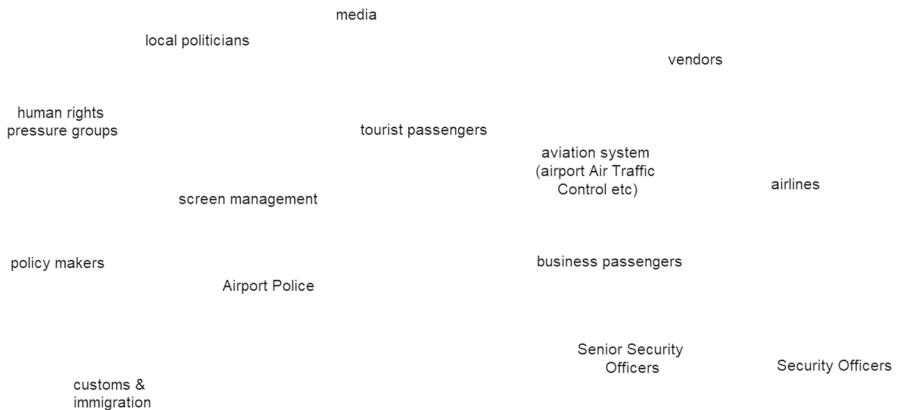 media
local politicians
vendors
human rights
pressure groups
tourist passengers
aviation system
(airport Air Traffic
Control etc)
airlines
screen management
policy makers
business passengers
Airport Police
Senior Security
Officers
Security Officers
customs &
immigration